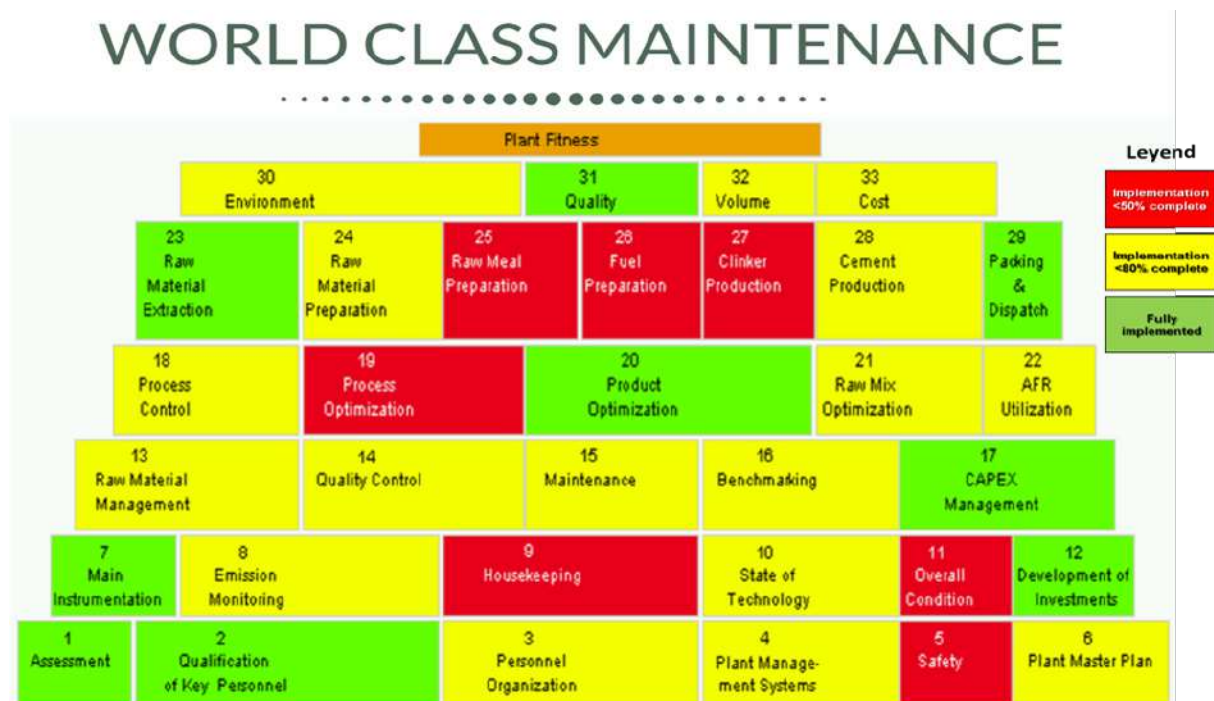 WORLD CLASS MAINTENANCE
Plant Fitness
30
Environment
31
Quality
32
Volume
33
Cost
23
Raw
Material
Extraction
24
Raw
Material
Preparation
25
Raw Meal
Preparation
26
Fuel
Preparation
27
Clinker
Production
28
Cement
Production
29
Packing
&
Dispatch
18
Process
Control
19
Process
Optimization
20
Product
Optimization
21
Raw Mix
Optimization
22
AFR
Utilization
13
Raw Material
Management
14
Quality Control
15
Maintenance
16
Benchmarking
17
CAPEX
Management
7
Main
Instrumentation
8
Emission
Monitoring
9
Housekeeping
10
State of
Technology
11
Overall
Condition
12
Development of
Investments
1
Assessment
2
Qualification
of Key Personnel
3
Personnel
Organization
4
Plant Manage-
ment Systems
5
Safety
6
Plant Master Plan
Leyend
Implementation
<50% complete
Implementation
<80% complete
Fully
implemented